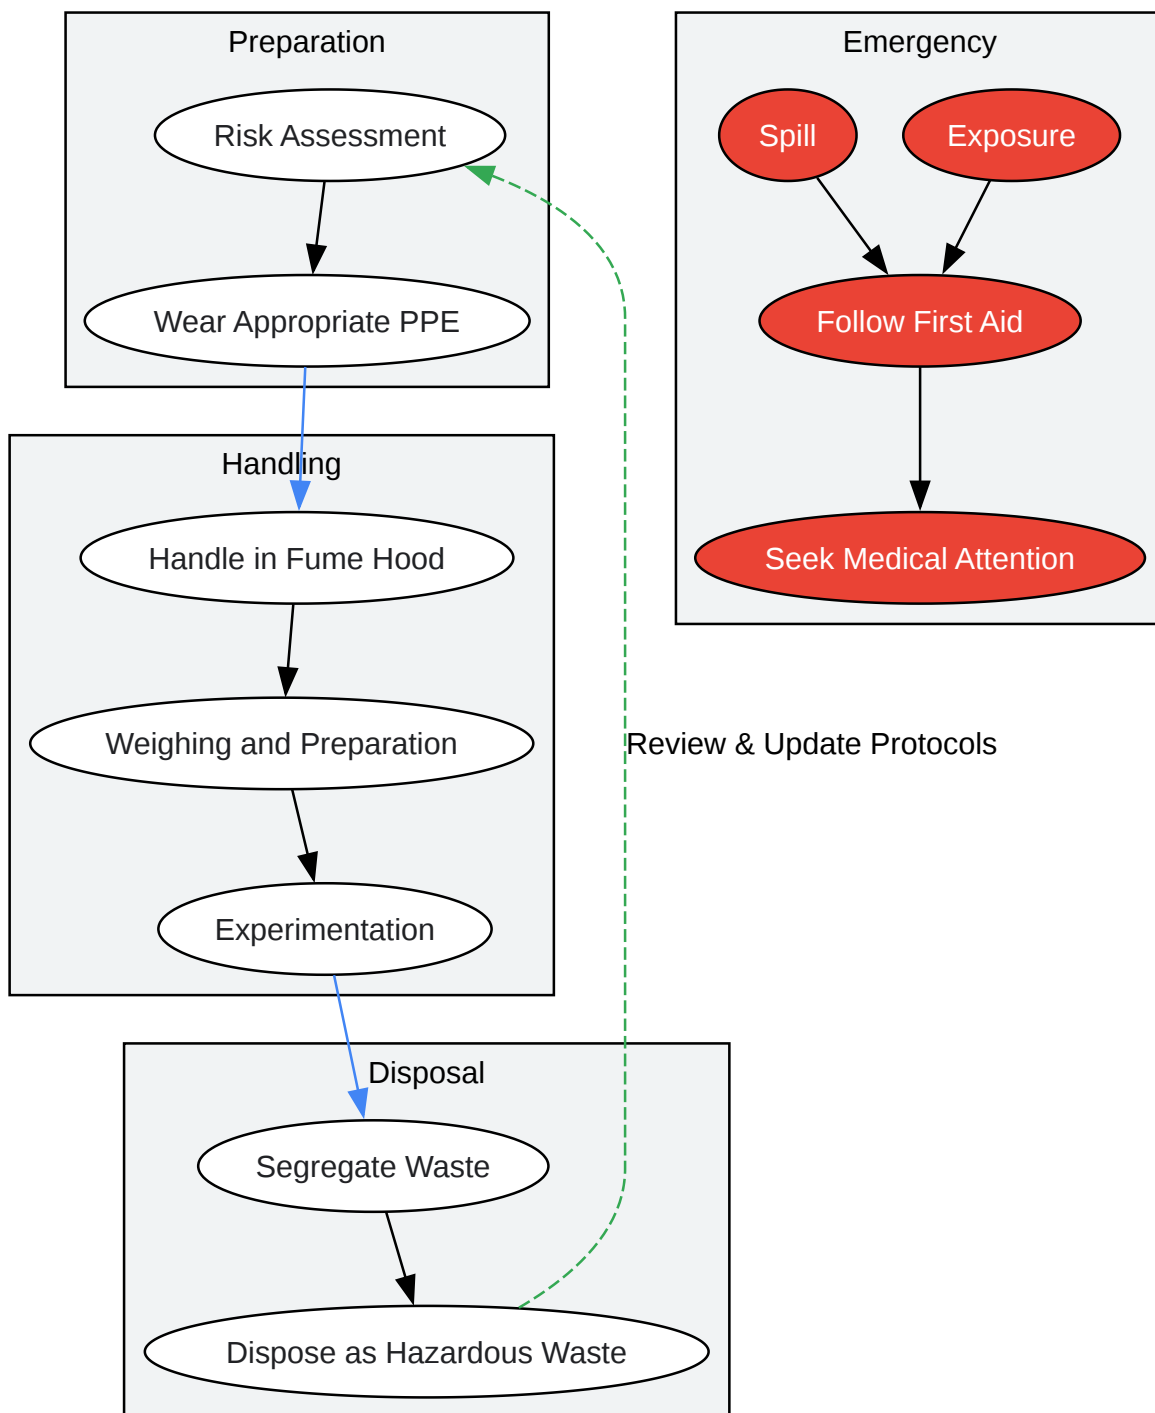 Preparation
Risk Assessment
Wear Appropriate PPE
Handling
Handle in Fume Hood
Weighing and Preparation
Experimentation
Disposal
Segregate Waste
Dispose as Hazardous Waste
Review & Update Protocols
Emergency
Spill
Exposure
Follow First Aid
Seek Medical Attention